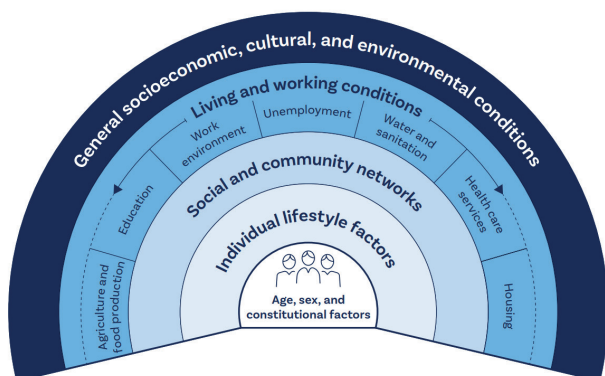 General socioeconomic, cultural, and environmental conditions
Living and working conditions
Agriculture and
food production
Education
Work
environment
Unemployment
Water and
sanitation
Health care
services
Housing
Social and community networks
Individual lifestyle factors
Age, sex, and
constitutional factors